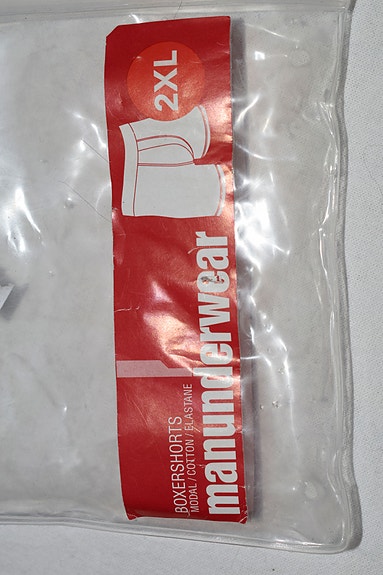 BOXERSHORTS
MODAL / COTTON / ELASTANE
manunderwear
2XL